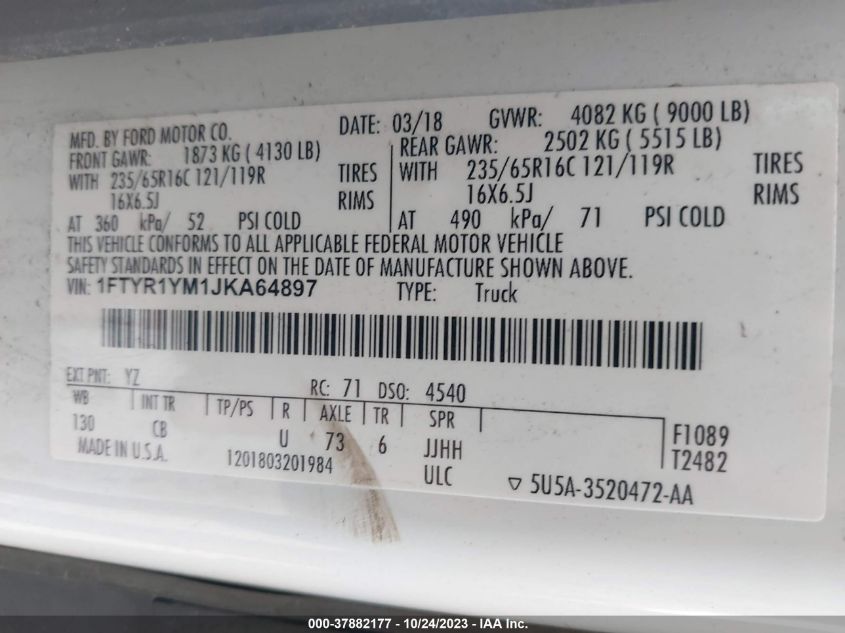 MFD. BY FORD MOTOR CO. DATE: 03/18 GVWR: 4082 KG ( 9000 LB)
FRONT GAWR: 1873 KG ( 4130 LB) REAR GAWR: 2502 KG ( 5515 LB)
WITH 235/65R16C 121/119R TIRES WITH 235/65R16C 121/119R TIRES
16X6.5J RIMS 16X6.5J RIMS
AT 360 kPa/ 52 PSI COLD AT 490 kPa/ 71 PSI COLD
THIS VEHICLE CONFORMS TO ALL APPLICABLE FEDERAL MOTOR VEHICLE
SAFETY STANDARDS IN EFFECT ON THE DATE OF MANUFACTURE SHOWN ABOVE.
VIN: 1FTYR1YM1JKA64897 TYPE: Truck
EXT PNT: YZ RC: 71 DSO: 4540
WB INT TR TP/PS R AXLE TR SPR
130 CB U 73 6 JJHH F1089
MADE IN U.S.A. 1201803201984 ULC T2482
▽ 5U5A-3520472-AA
000-37882177 - 10/24/2023 - IAA Inc.